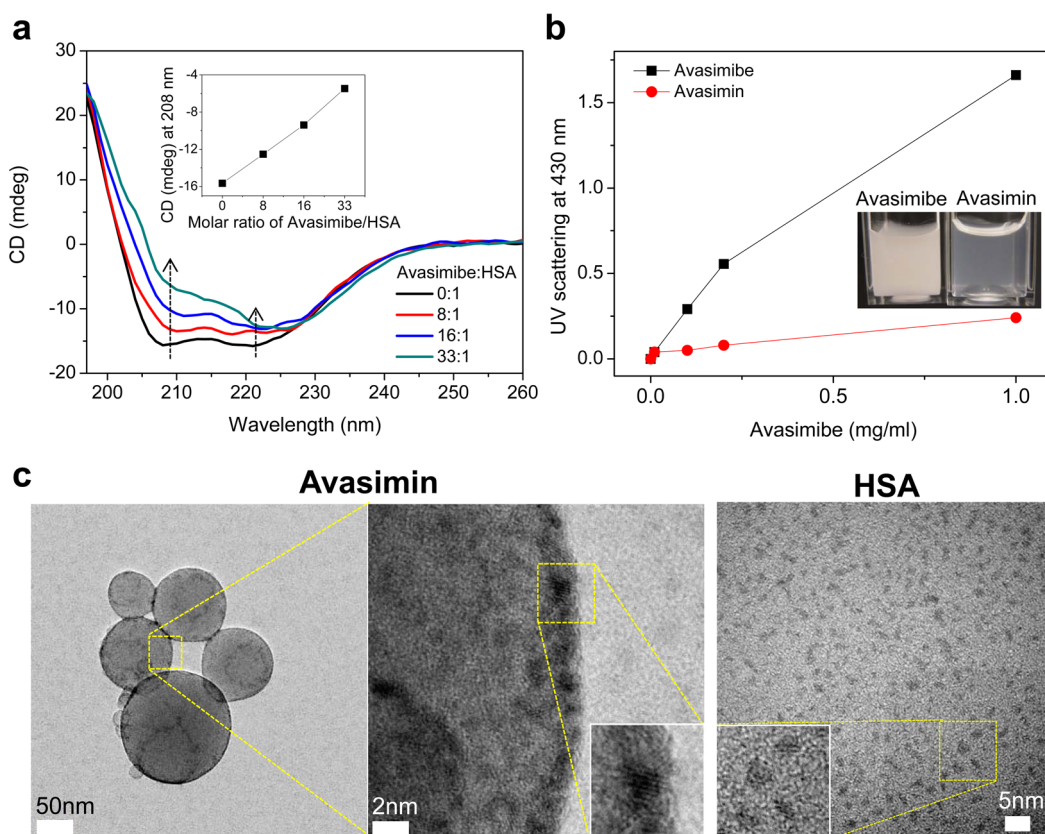 a
30
20
10
0
-10
-20
CD (mdeg)
200
210
220
230
240
250
260
Wavelength (nm)
-4
-8
-12
-16
CD (mdeg) at 208 nm
0
8
16
33
Molar ratio of Avasimibe/HSA
Avasimibe:HSA
0:1
8:1
16:1
33:1
b
1.5
1.0
0.5
0.0
UV scattering at 430 nm
0.0
0.5
1.0
Avasimibe (mg/ml)
Avasimibe
Avasimin
Avasimibe Avasimin
c
Avasimin
HSA
50nm
2nm
5nm